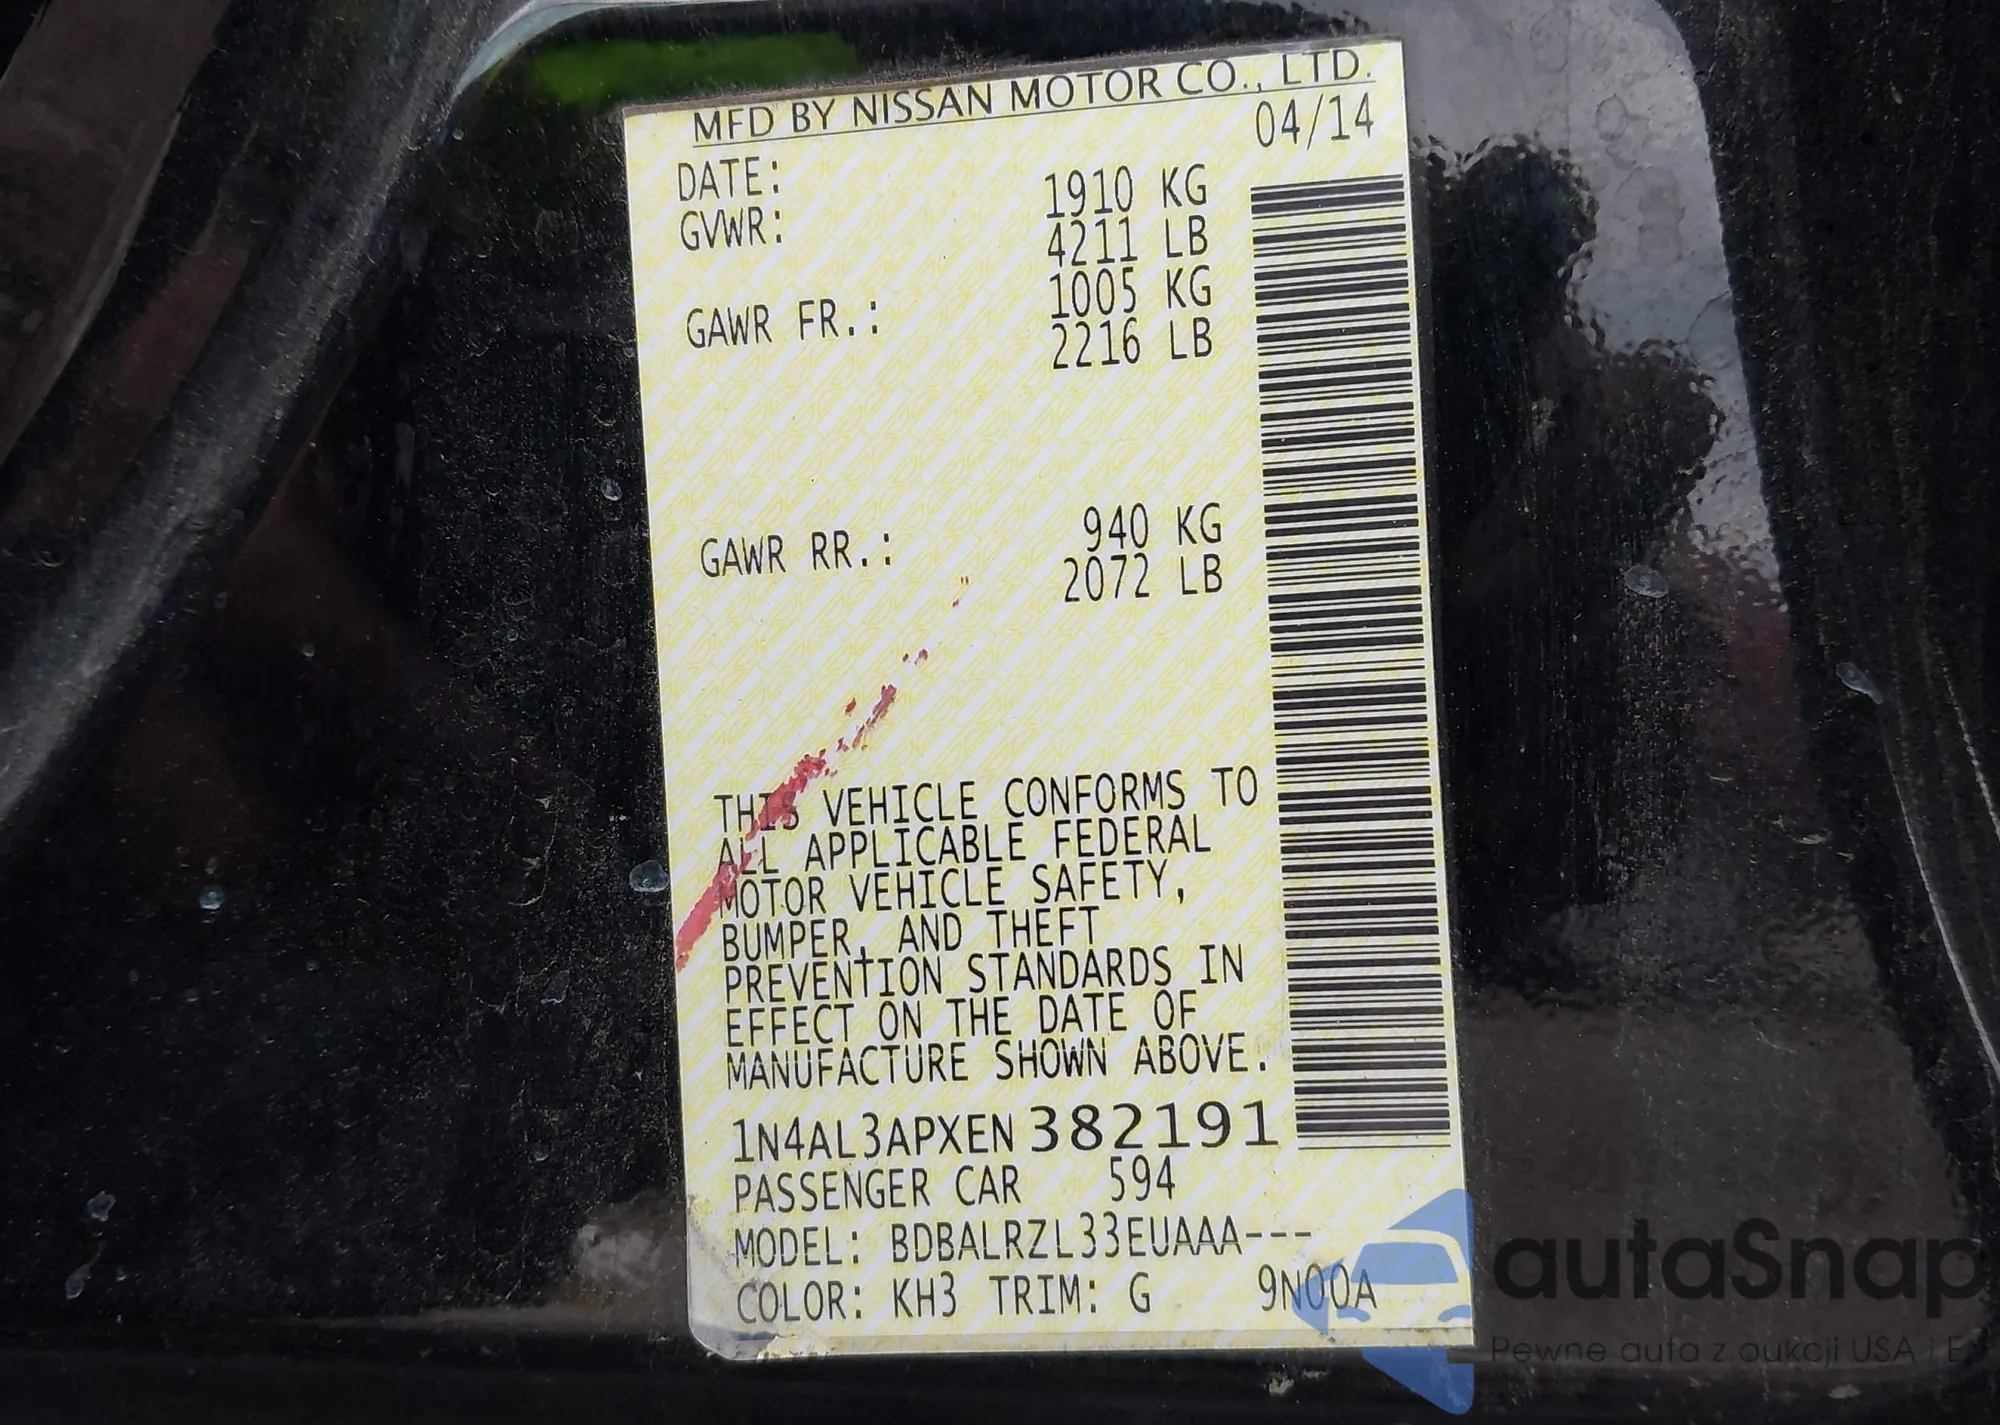 MFD BY NISSAN MOTOR CO., LTD.
DATE: 04/14
GVWR: 1910 KG
4211 LB
GAWR FR.: 1005 KG
2216 LB
GAWR RR.: 940 KG
2072 LB
THIS VEHICLE CONFORMS TO
ALL APPLICABLE FEDERAL
MOTOR VEHICLE SAFETY,
BUMPER, AND THEFT
PREVENTION STANDARDS IN
EFFECT ON THE DATE OF
MANUFACTURE SHOWN ABOVE.
1N4AL3APXEN382191
PASSENGER CAR 594
MODEL: BDBALRZL33EUAAA---
COLOR: KH3 TRIM: G 9N00A
autaSnap
Pewne auta z aukcji USA i E